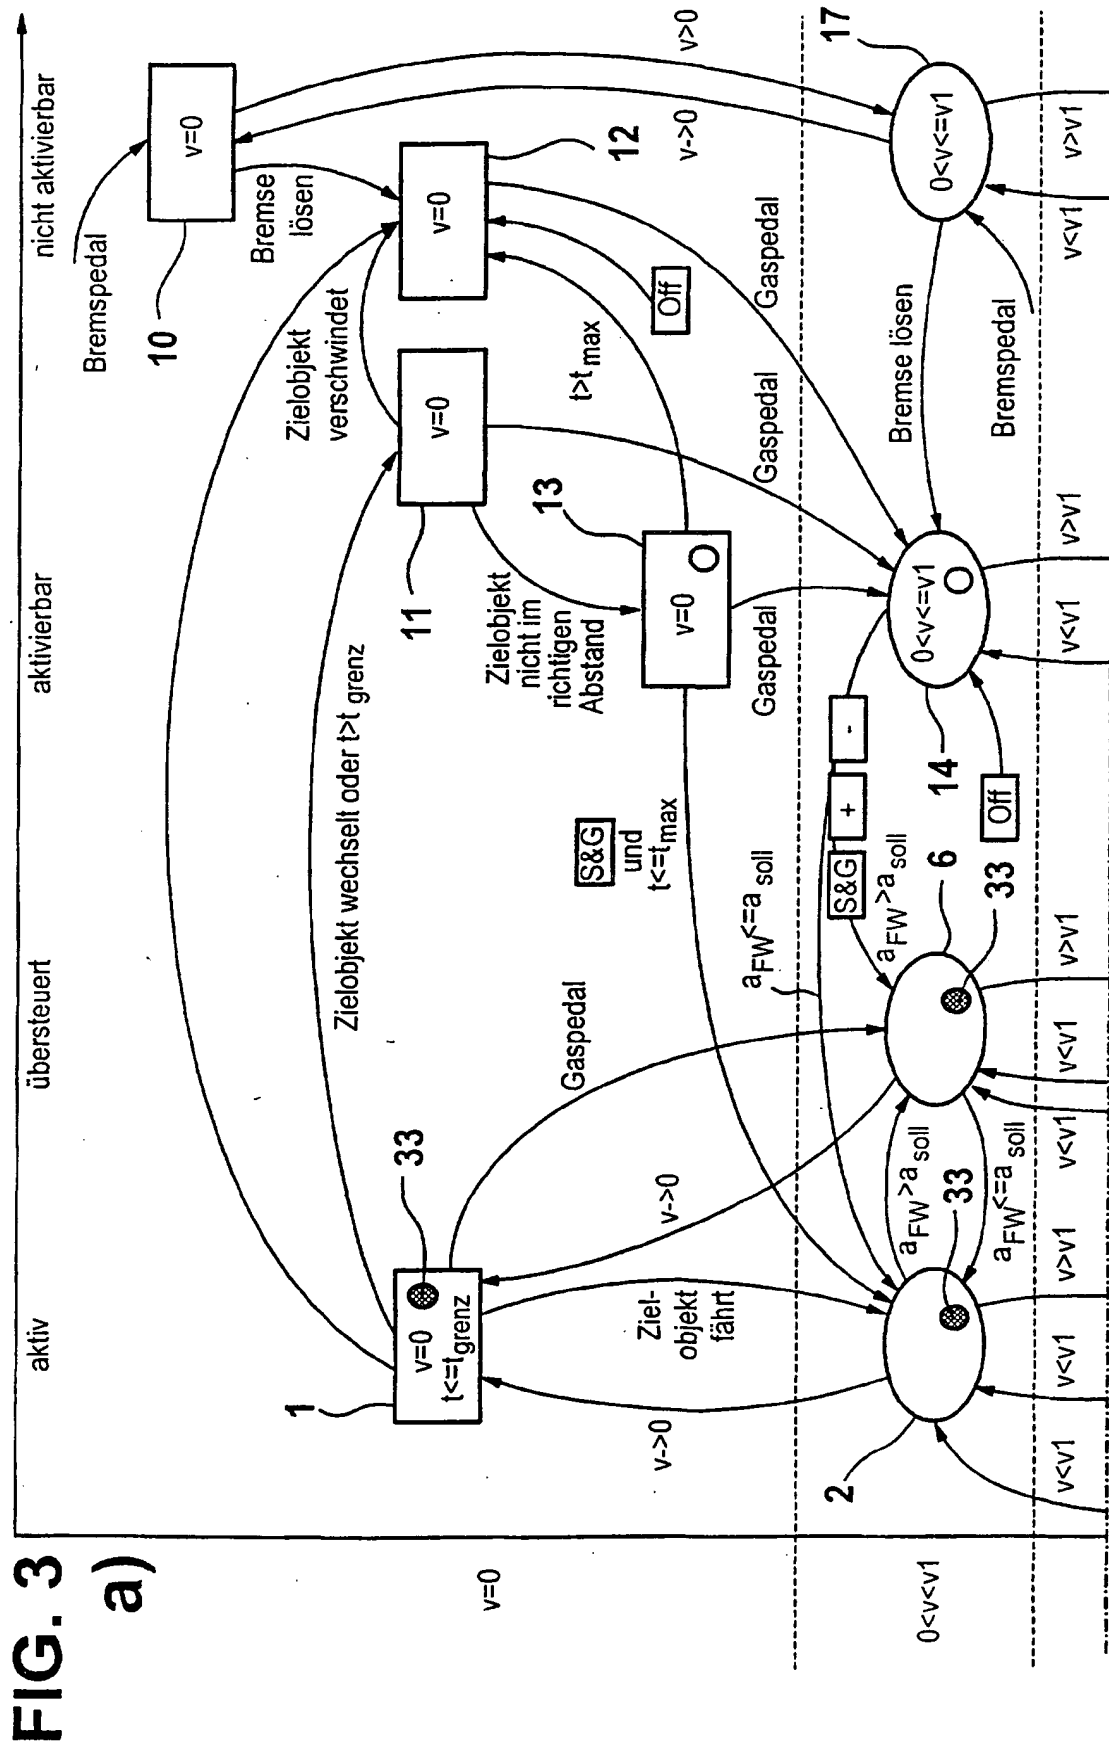 FIG. 3
a)
aktiv
übersteuert
aktivierbar
nicht aktivierbar
v=0
0<v<v1
Bremspedal
v=0
10
Bremse
lösen
v>0
v->0
Zielobjekt
verschwindet
v=0
12
Off
v=0
11
Zielobjekt wechselt oder t>t grenz
Zielobjekt
nicht im
richtigen
Abstand
t>t max
13
v=0
Gaspedal
Gaspedal
Gaspedal
1
v=0
t<=t grenz
33
Gaspedal
S&G
und
t<=t max
v->0
v->0
Ziel-
objekt
fährt
a FW <=a soll
S&G
+
-
a FW >a soll
2
33
a FW >a soll
a FW <=a soll
6
33
14
0<v<=v1
Off
Bremse lösen
Bremspedal
17
0<v<=v1
v<v1
v<v1
v>v1
v<v1
v<v1
v>v1
v<v1
v>v1
v<v1
v>v1